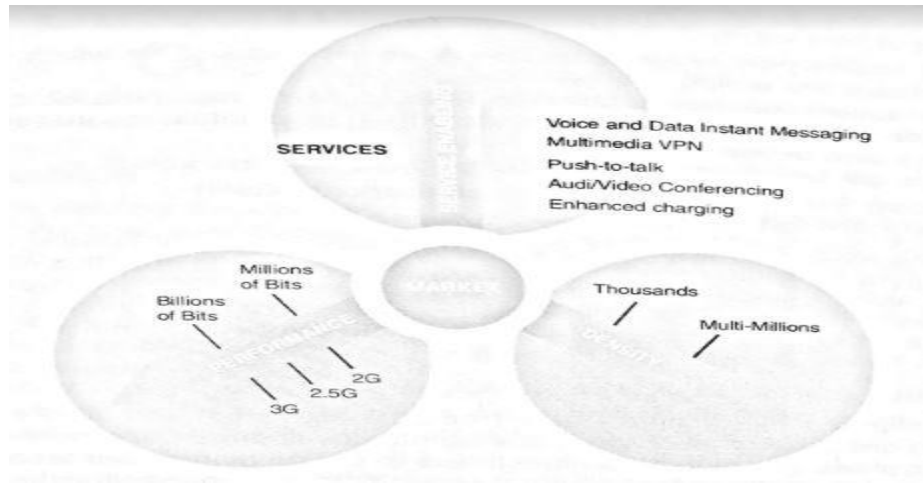 SERVICES
Voice and Data Instant Messaging
Multimedia VPN
Push-to-talk
Audi/Video Conferencing
Enhanced charging
MARKET
Millions
of Bits
Billions
of Bits
PERFORMANCE
2G
2.5G
3G
Thousands
Multi-Millions
DENSITY